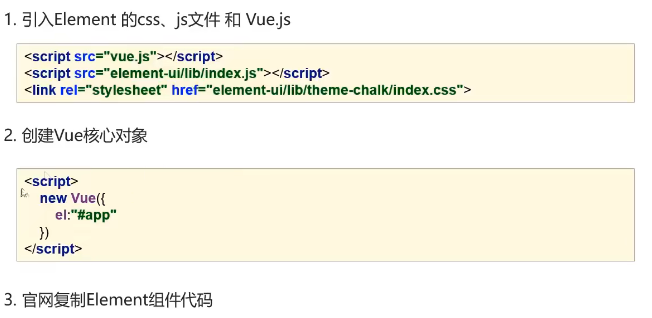 1. 引入Element 的css、js文件 和 Vue.js
<script src="vue.js"></script>
<script src="element-ui/lib/index.js"></script>
<link rel="stylesheet" href="element-ui/lib/theme-chalk/index.css">
2. 创建Vue核心对象
<script>
new Vue({
el:"#app"
})
</script>
3. 官网复制Element组件代码